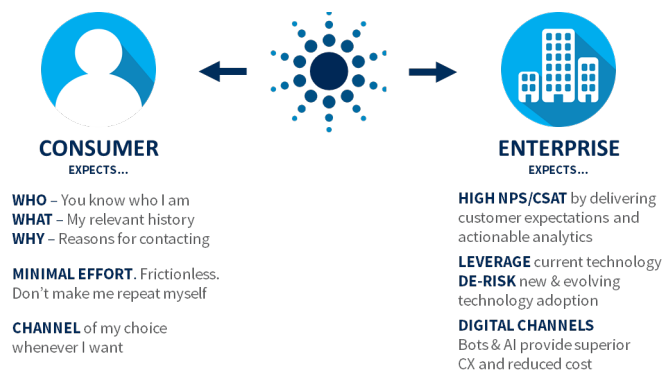 CONSUMER
EXPECTS...
WHO – You know who I am
WHAT – My relevant history
WHY – Reasons for contacting
MINIMAL EFFORT. Frictionless.
Don't make me repeat myself
CHANNEL of my choice
whenever I want
ENTERPRISE
EXPECTS...
HIGH NPS/CSAT by delivering
customer expectations and
actionable analytics
LEVERAGE current technology
DE-RISK new & evolving
technology adoption
DIGITAL CHANNELS
Bots & AI provide superior
CX and reduced cost